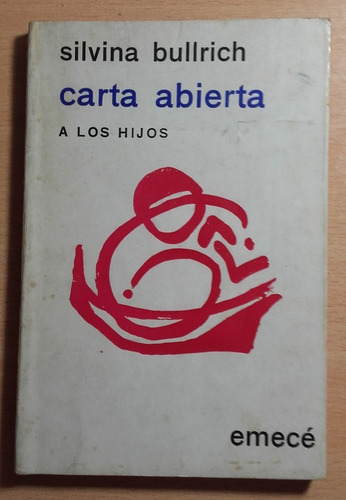 silvina bullrich
carta abierta
A LOS HIJOS
emecé